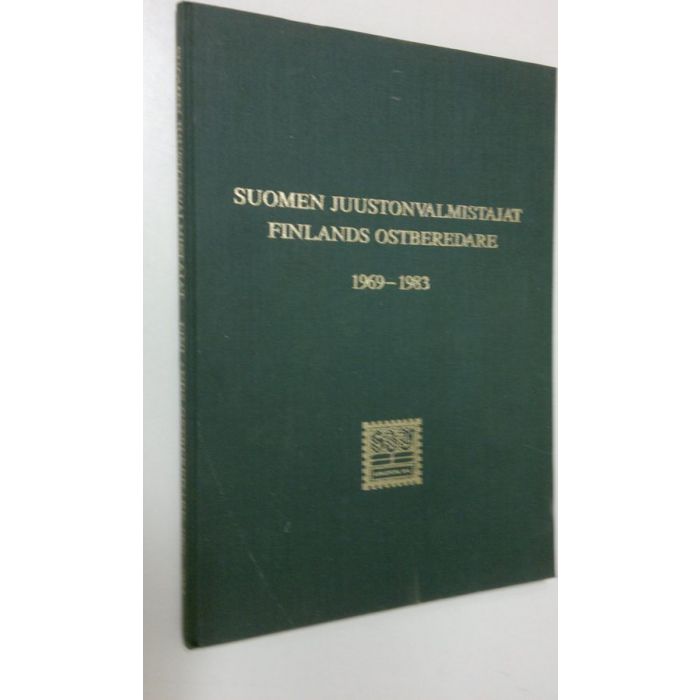 SUOMEN JUUSTONVALMISTAJAT
FINLANDS OSTBEREDARE
1969–1983